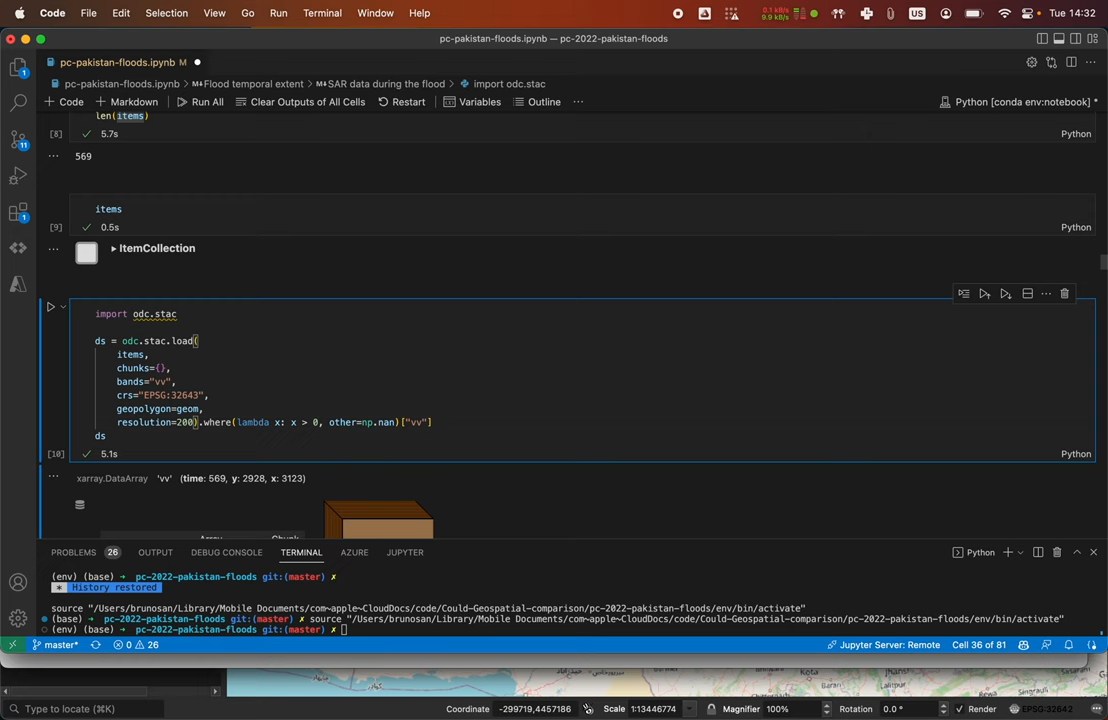 Code File Edit Selection View Go Run Terminal Window Help 0.1 kB/s 9.9 kB/s US Tue 14:32
pc-pakistan-floods.ipynb — pc-2022-pakistan-floods
pc-pakistan-floods.ipynb M
pc-pakistan-floods.ipynb > M↓Flood temporal extent > M↓SAR data during the flood > import odc.stac
+ Code + Markdown Run All Clear Outputs of All Cells Restart Variables Outline ··· Python [conda env:notebook] *
len(items)
[8] 5.7s Python
569
items
[9] 0.5s Python
ItemCollection
import odc.stac
ds = odc.stac.load(
items,
chunks={},
bands="vv",
crs="EPSG:32643",
geopolygon=geom,
resolution=200).where(lambda x: x > 0, other=np.nan)["vv"]
ds
[10] 5.1s Python
xarray.DataArray 'vv' (time: 569, y: 2928, x: 3123)
Array Chunk
PROBLEMS 26 OUTPUT DEBUG CONSOLE TERMINAL AZURE JUPYTER Python
(env) (base) → pc-2022-pakistan-floods git:(master) ✗
* History restored
source "/Users/brunosan/Library/Mobile Documents/com~apple~CloudDocs/code/Could-Geospatial-comparison/pc-2022-pakistan-floods/env/bin/activate"
(base) → pc-2022-pakistan-floods git:(master) ✗ source "/Users/brunosan/Library/Mobile Documents/com~apple~CloudDocs/code/Could-Geospatial-comparison/pc-2022-pakistan-floods/env/bin/activate"
(env) (base) → pc-2022-pakistan-floods git:(master) ✗
master* 0 26 Jupyter Server: Remote Cell 36 of 81
Type to locate (⌘K) Coordinate -299719,4457186 Scale 1:13446774 Magnifier 100% Rotation 0.0 ° Render EPSG:32642